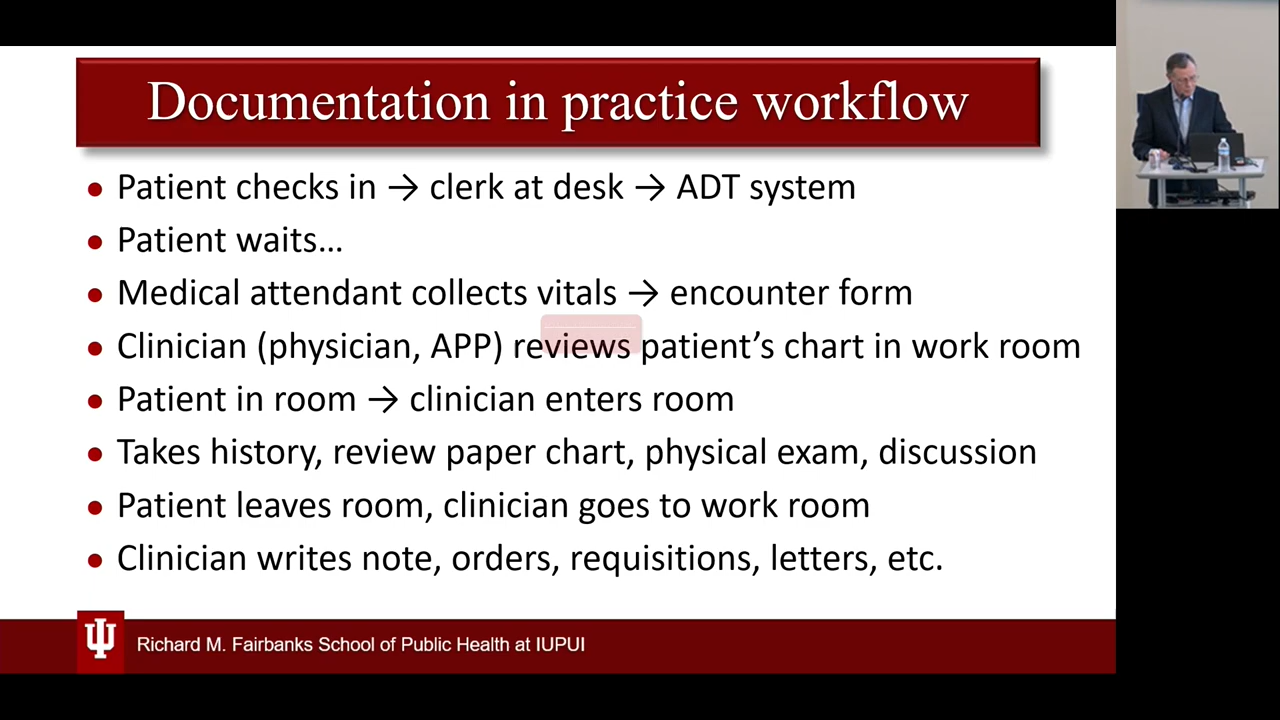 Documentation in practice workflow
• Patient checks in → clerk at desk → ADT system
• Patient waits…
• Medical attendant collects vitals → encounter form
• Clinician (physician, APP) reviews patient’s chart in work room
• Patient in room → clinician enters room
• Takes history, review paper chart, physical exam, discussion
• Patient leaves room, clinician goes to work room
• Clinician writes note, orders, requisitions, letters, etc.
Richard M. Fairbanks School of Public Health at IUPUI